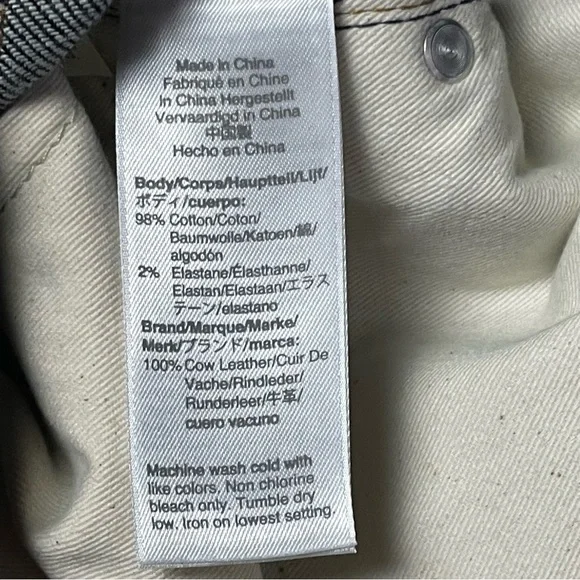 Made in China
Fabriqué en Chine
In China Hergestellt
Vervaardigd in China
中国製
Hecho en China
Body/Corps/Hauptteil/Lijf/
ボディ/cuerpo:
98% Cotton/Coton/
Baumwolle/Katoen/綿/
algodón
2% Elastane/Élasthanne/
Elastan/Elastaan/エラス
テーン/elastano
Brand/Marque/Marke/
Merk/ブランド/marca:
100% Cow Leather/Cuir De
Vache/Rindleder/
Runderleer/牛革/
cuero vacuno
Machine wash cold with
like colors. Non chlorine
bleach only. Tumble dry
low. Iron on lowest setting.